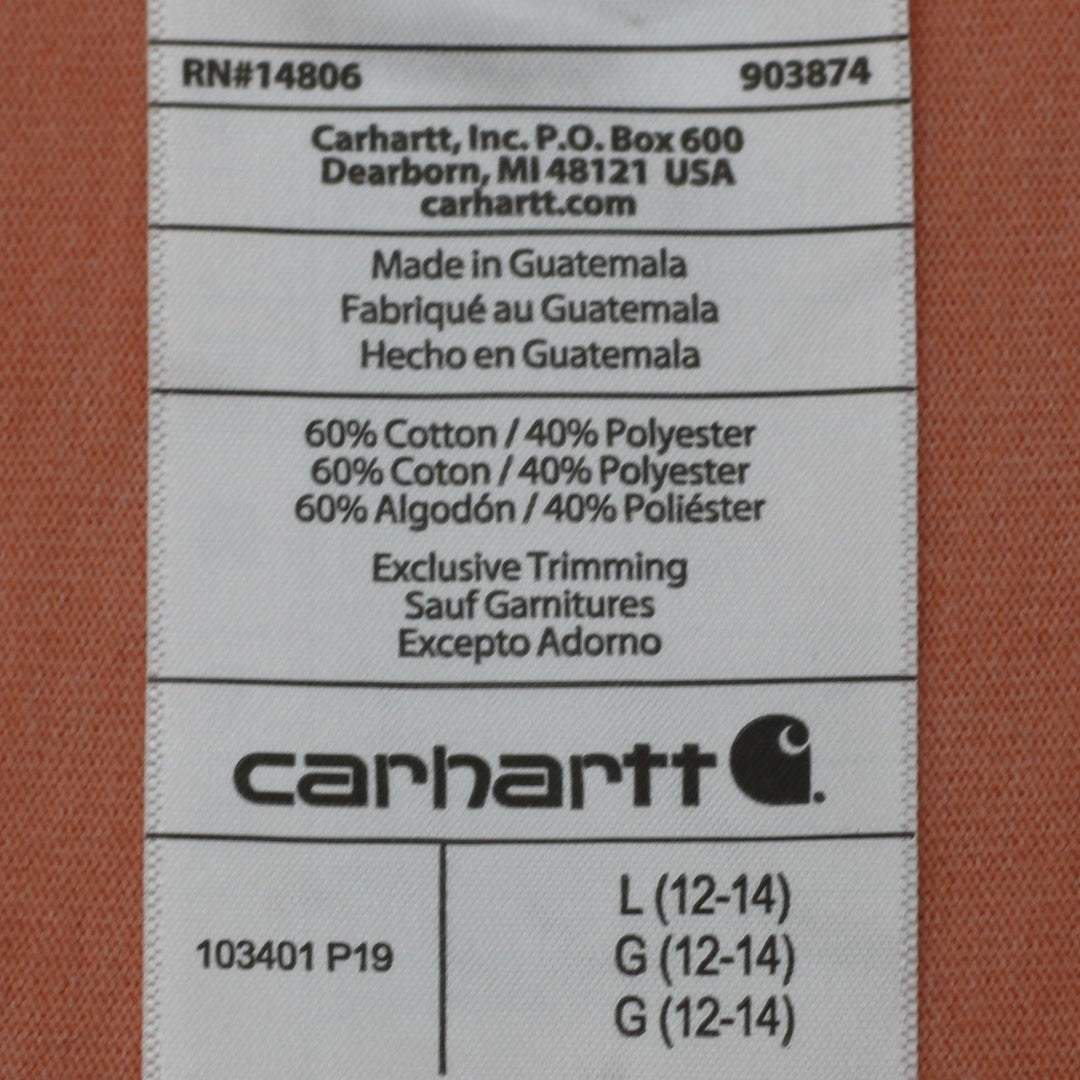 RN#14806 903874
Carhartt, Inc. P.O. Box 600
Dearborn, MI 48121 USA
carhartt.com
Made in Guatemala
Fabriqué au Guatemala
Hecho en Guatemala
60% Cotton / 40% Polyester
60% Coton / 40% Polyester
60% Algodón / 40% Poliéster
Exclusive Trimming
Sauf Garnitures
Excepto Adorno
carhartt
103401 P19
L (12-14)
G (12-14)
G (12-14)